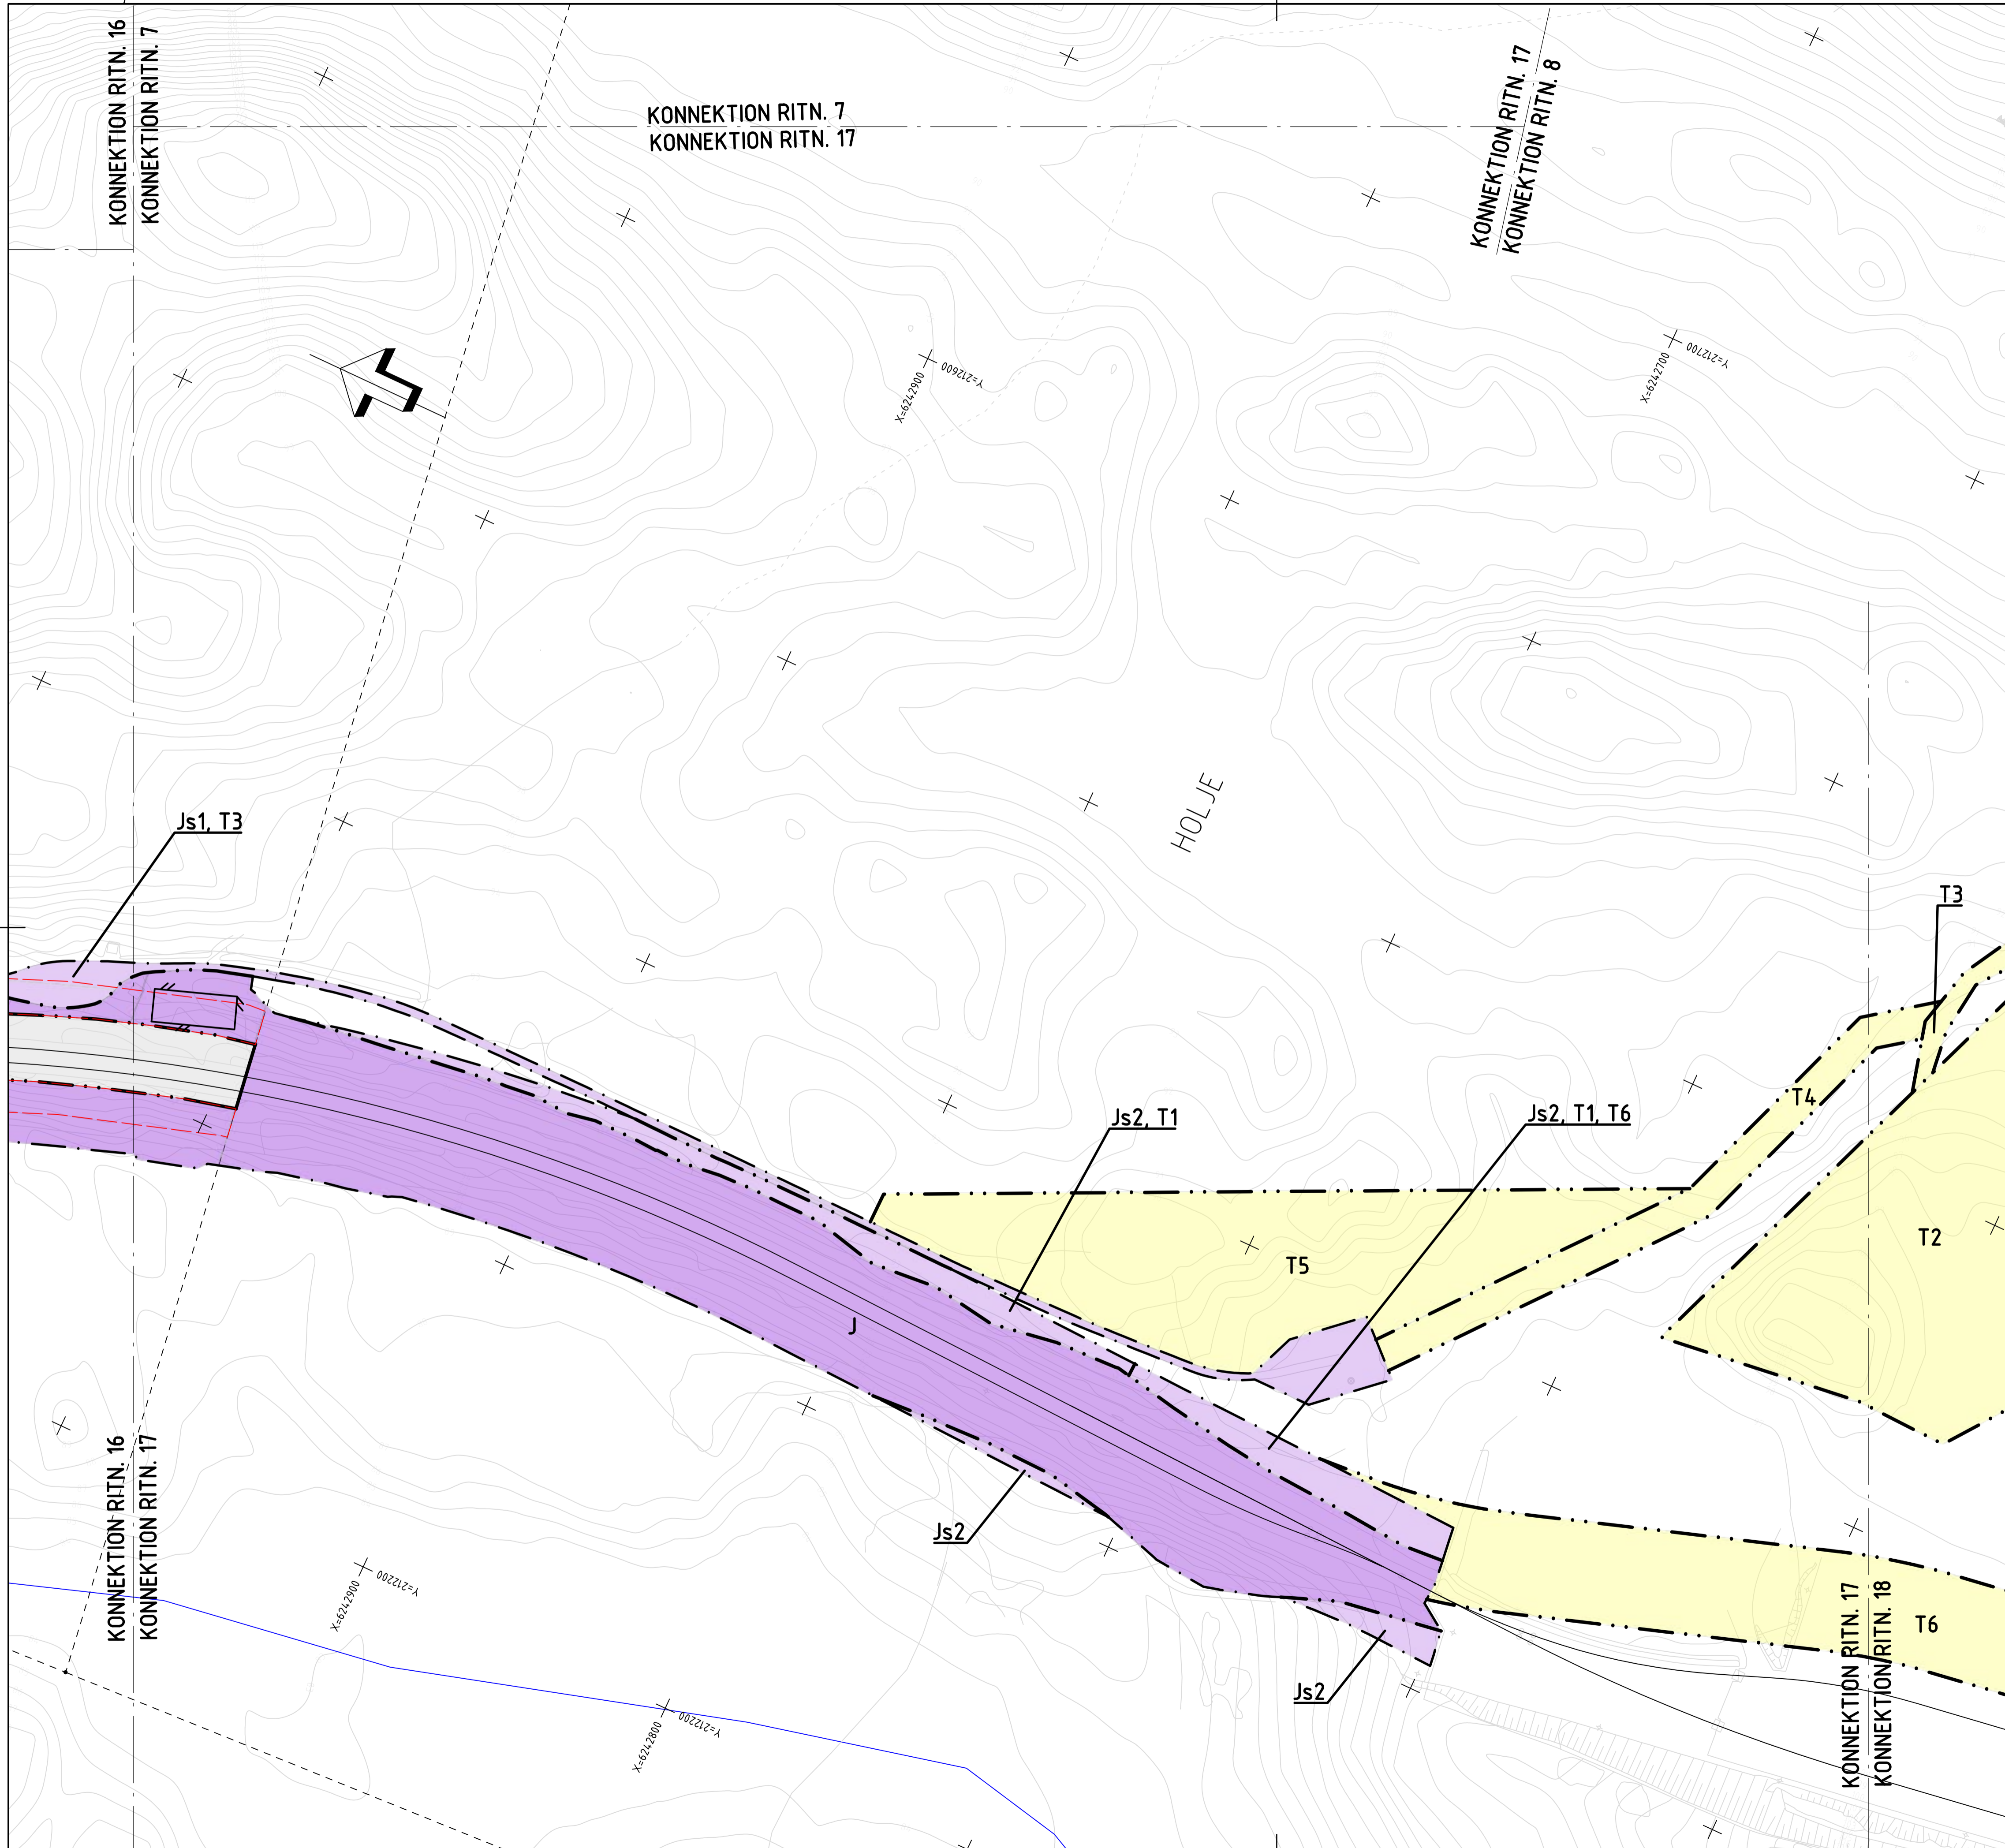 KONNEKTION RITN. 16
KONNEKTION RITN. 7
KONNEKTION RITN. 7
KONNEKTION RITN. 17
KONNEKTION RITN. 17
KONNEKTION RITN. 8
X=6242900
Y=212600
X=6242700
Y=212700
HOLJE
Js1, T3
T3
T4
Js2, T1
Js2, T1, T6
T2
T5
J
Js2
KONNEKTION RITN. 16
KONNEKTION RITN. 17
X=6242900
Y=212200
T6
KONNEKTION RITN. 17
KONNEKTION RITN. 18
Js2
X=6242800
Y=212200